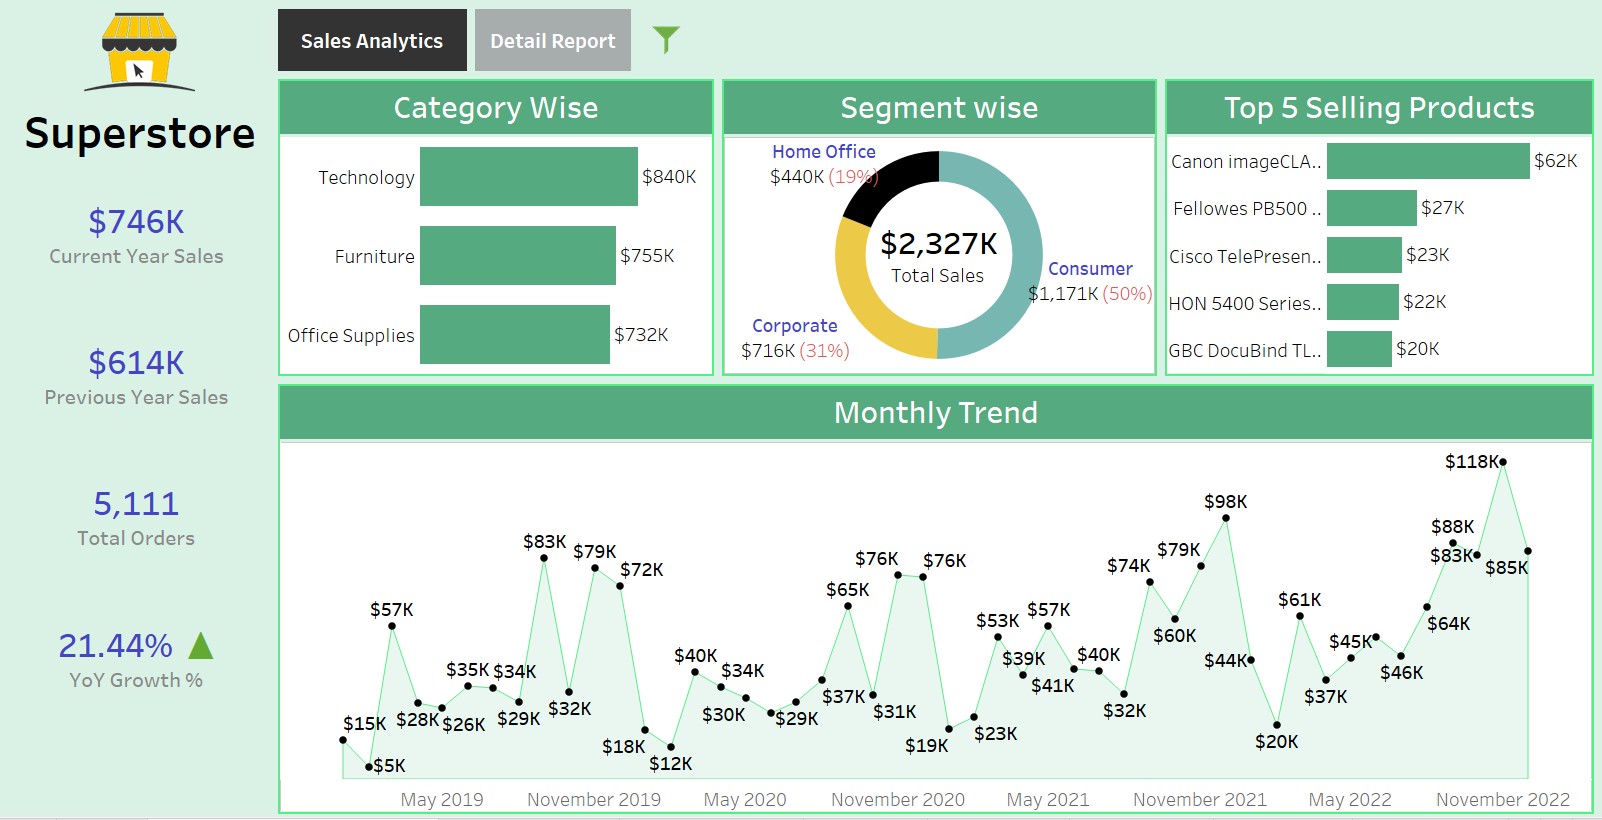 Superstore
$746K
Current Year Sales
$614K
Previous Year Sales
5,111
Total Orders
21.44%
YoY Growth %
Sales Analytics
Detail Report
Category Wise
Technology $840K
Furniture $755K
Office Supplies $732K
Segment wise
Home Office
$440K (19%)
$2,327K
Total Sales
Consumer
$1,171K (50%)
Corporate
$716K (31%)
Top 5 Selling Products
Canon imageCLA.. $62K
Fellowes PB500 .. $27K
Cisco TelePresen.. $23K
HON 5400 Series.. $22K
GBC DocuBind TL.. $20K
Monthly Trend
$15K
$5K
$57K
$28K
$26K
$35K
$34K
$29K
$83K
$32K
$79K
$72K
$18K
$12K
$40K
$30K
$34K
$29K
$37K
$65K
$31K
$76K
$76K
$19K
$23K
$53K
$39K
$57K
$41K
$40K
$32K
$74K
$60K
$79K
$98K
$44K
$20K
$61K
$37K
$45K
$46K
$64K
$88K
$83K
$118K
$85K
May 2019 November 2019 May 2020 November 2020 May 2021 November 2021 May 2022 November 2022